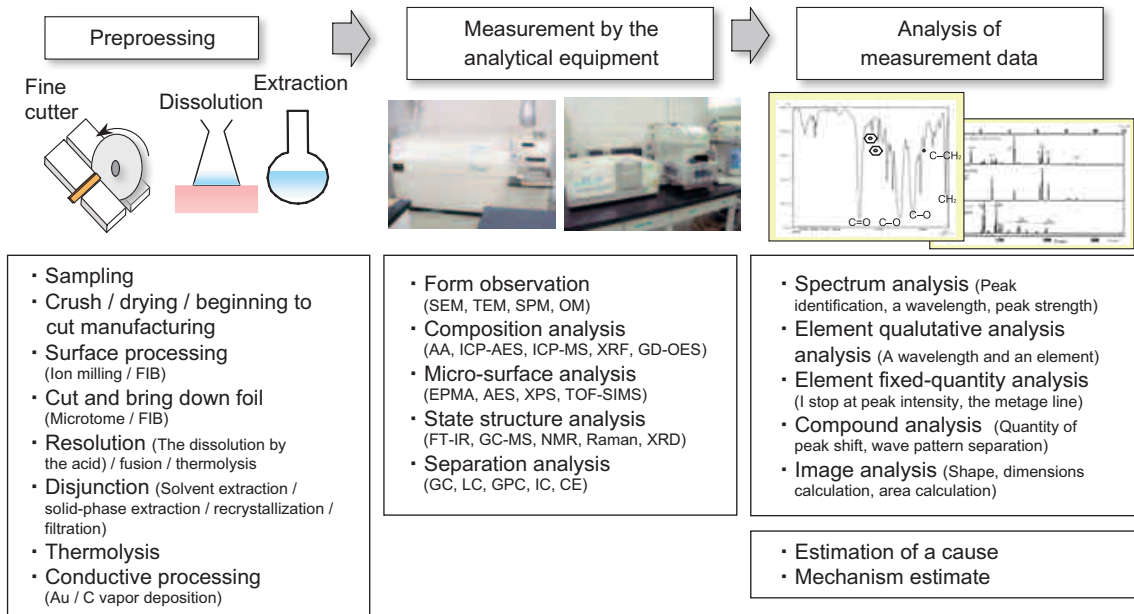 Preproessing
Measurement by the
analytical equipment
Analysis of
measurement data
Fine
cutter
Dissolution
Extraction
C=O
C–O
C–O
C–CH2
CH2
・Sampling
・Crush / drying / beginning to
cut manufacturing
・Surface processing
(Ion milling / FIB)
・Cut and bring down foil
(Microtome / FIB)
・Resolution (The dissolution by
the acid) / fusion / thermolysis
・Disjunction (Solvent extraction /
solid-phase extraction / recrystallization /
filtration)
・Thermolysis
・Conductive processing
(Au / C vapor deposition)
・Form observation
(SEM, TEM, SPM, OM)
・Composition analysis
(AA, ICP-AES, ICP-MS, XRF, GD-OES)
・Micro-surface analysis
(EPMA, AES, XPS, TOF-SIMS)
・State structure analysis
(FT-IR, GC-MS, NMR, Raman, XRD)
・Separation analysis
(GC, LC, GPC, IC, CE)
・Spectrum analysis (Peak
identification, a wavelength, peak strength)
・Element qualutative analysis
analysis (A wavelength and an element)
・Element fixed-quantity analysis
(I stop at peak intensity, the metage line)
・Compound analysis (Quantity of
peak shift, wave pattern separation)
・Image analysis (Shape, dimensions
calculation, area calculation)
・Estimation of a cause
・Mechanism estimate